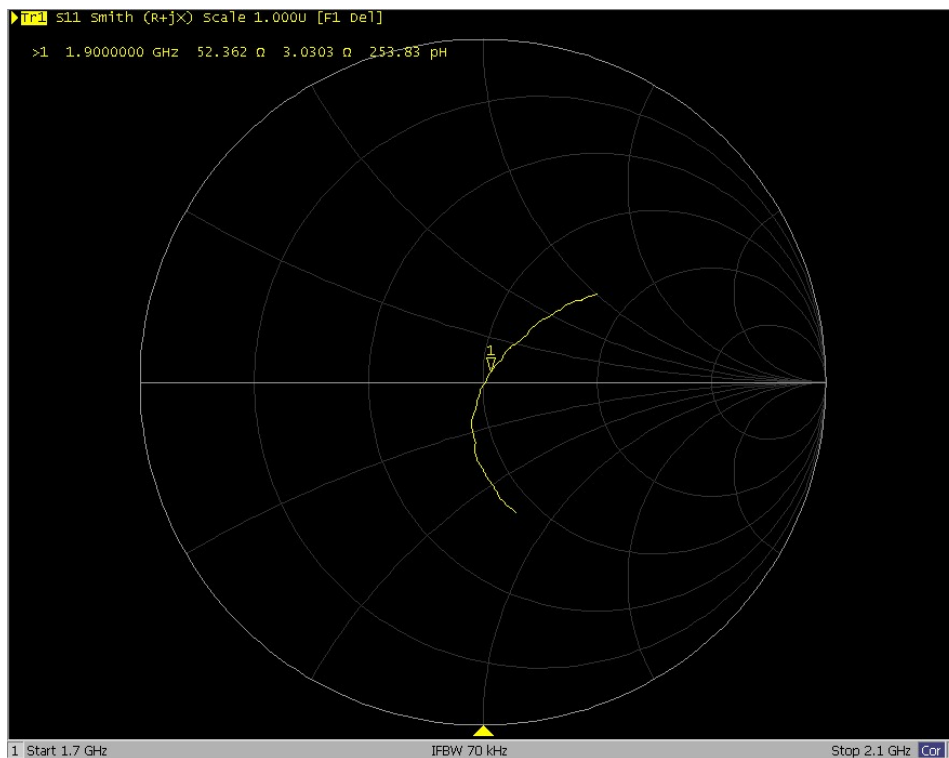 Tr1 S11 Smith (R+jX) Scale 1.000U [F1 Del]
>1 1.9000000 GHz 52.362 Ω 3.0303 Ω 253.83 pH
1
1 Start 1.7 GHz IFBW 70 kHz Stop 2.1 GHz Cor